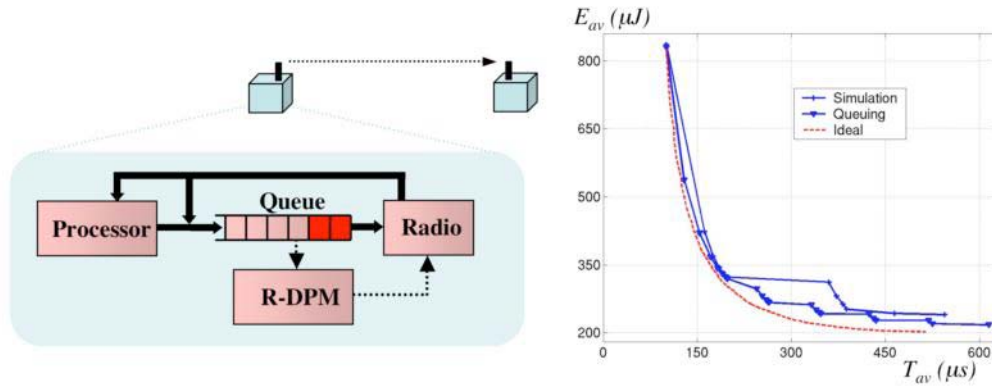 Queue
Processor
Radio
R-DPM
E_av (μJ)
800
650
500
350
200
Simulation
Queuing
Ideal
0
150
300
450
600
T_av (μs)